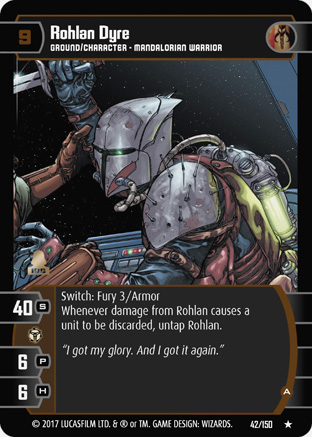 9
Rohlan Dyre
GROUND/CHARACTER - MANDALORIAN WARRIOR
40 S
Switch: Fury 3/Armor
Whenever damage from Rohlan causes a
unit to be discarded, untap Rohlan.
6 P
"I got my glory. And I got it again."
6 H
A
© 2017 LUCASFILM LTD. & ® or TM. GAME DESIGN: WIZARDS. 42/150 ★